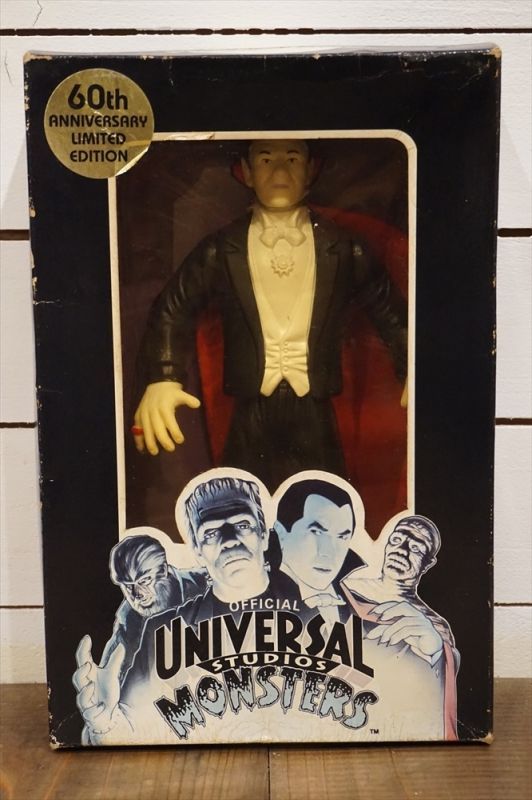 60th
ANNIVERSARY
LIMITED
EDITION
OFFICIAL
UNIVERSAL
STUDIOS
MONSTERS
TM